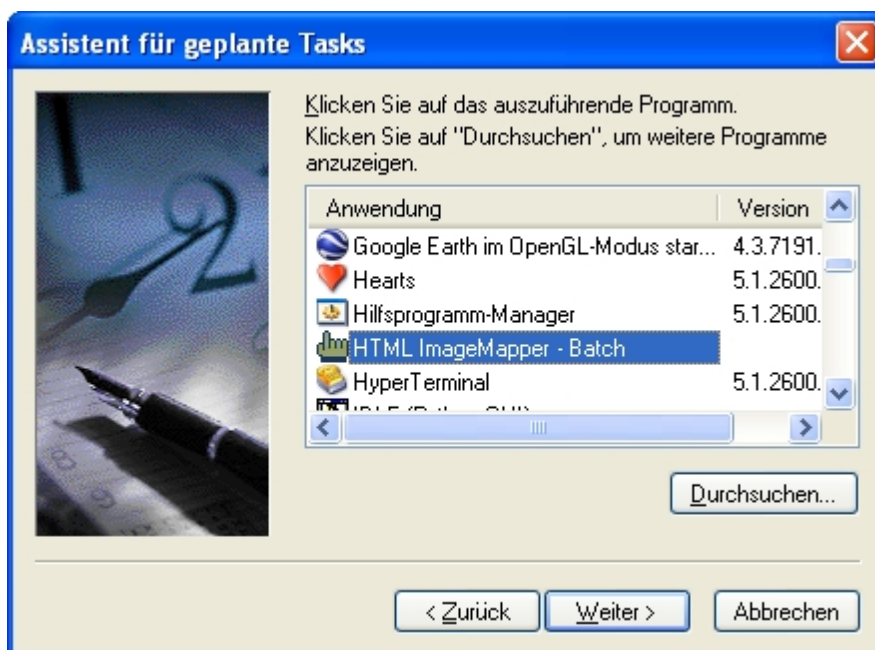 Assistent für geplante Tasks
Klicken Sie auf das auszuführende Programm.
Klicken Sie auf "Durchsuchen", um weitere Programme
anzuzeigen.
Anwendung Version
Google Earth im OpenGL-Modus star... 4.3.7191.
Hearts 5.1.2600.
Hilfsprogramm-Manager 5.1.2600.
HTML ImageMapper - Batch
HyperTerminal 5.1.2600.
Durchsuchen...
< Zurück Weiter > Abbrechen